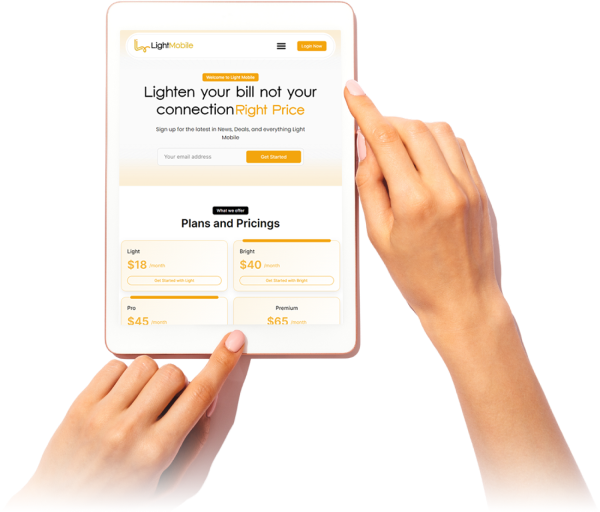 LightMobile
Login Now
Welcome to Light Mobile
Lighten your bill not your
connection Right Price
Sign up for the latest in News, Deals, and everything Light
Mobile
Your email address
Get Started
What we offer
Plans and Pricings
Light
$18 /month
Get Started with Light
Bright
$40 /month
Get Started with Bright
Pro
$45 /month
Premium
$65 /month